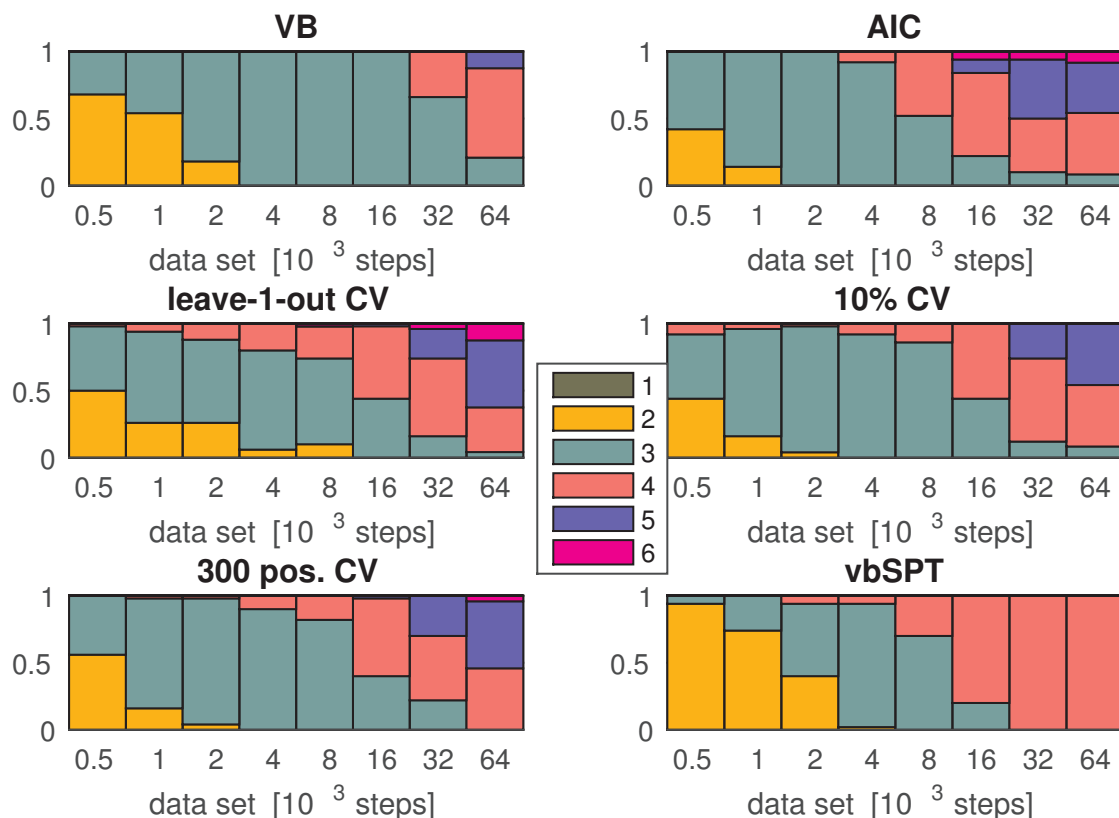 VB
1
0.5
0
0.5 1 2 4 8 16 32 64
data set [10 3 steps]
AIC
1
0.5
0
0.5 1 2 4 8 16 32 64
data set [10 3 steps]
leave-1-out CV
1
0.5
0
0.5 1 2 4 8 16 32 64
data set [10 3 steps]
10% CV
1
0.5
0
0.5 1 2 4 8 16 32 64
data set [10 3 steps]
1
2
3
4
5
6
300 pos. CV
1
0.5
0
0.5 1 2 4 8 16 32 64
data set [10 3 steps]
vbSPT
1
0.5
0
0.5 1 2 4 8 16 32 64
data set [10 3 steps]